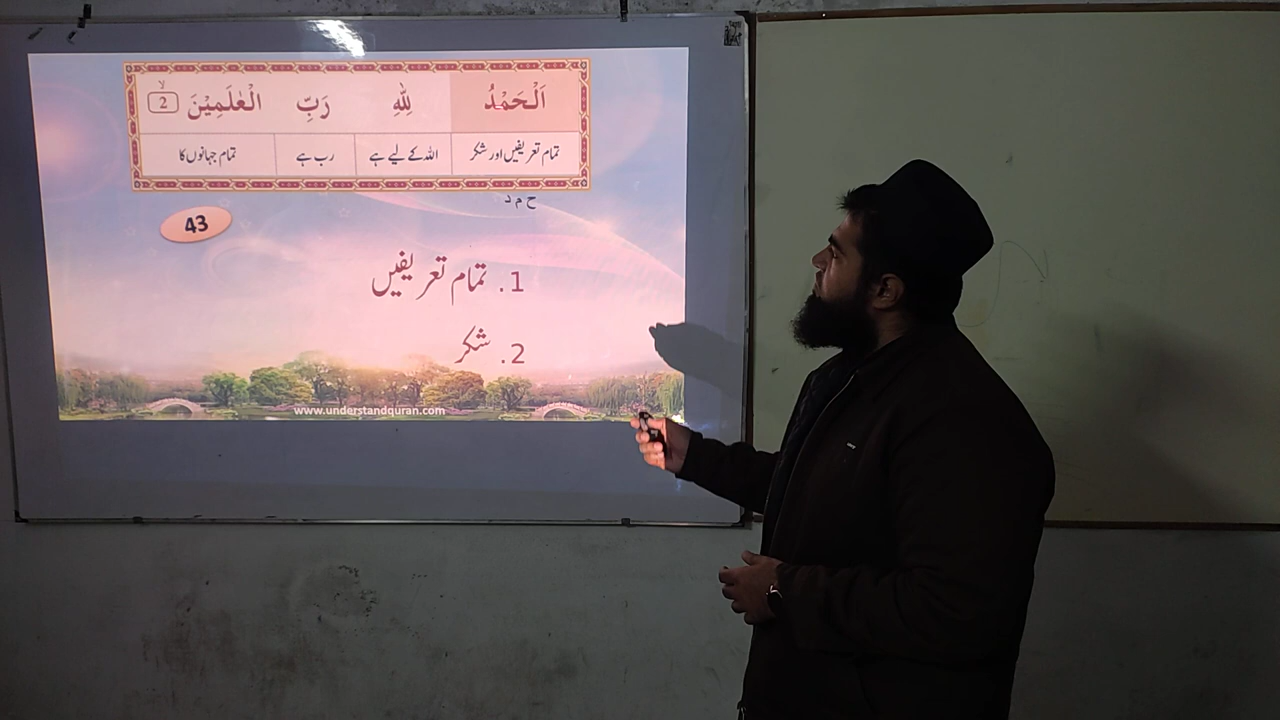 اَلْحَمْدُ لِلّٰهِ رَبِّ الْعٰلَمِیْنَ ۙ 2
تمام تعریفیں اور شکر اللہ کے لیے ہے رب ہے تمام جہانوں کا
ح م د
43
1. تمام تعریفیں
2. شکر
www.understandquran.com